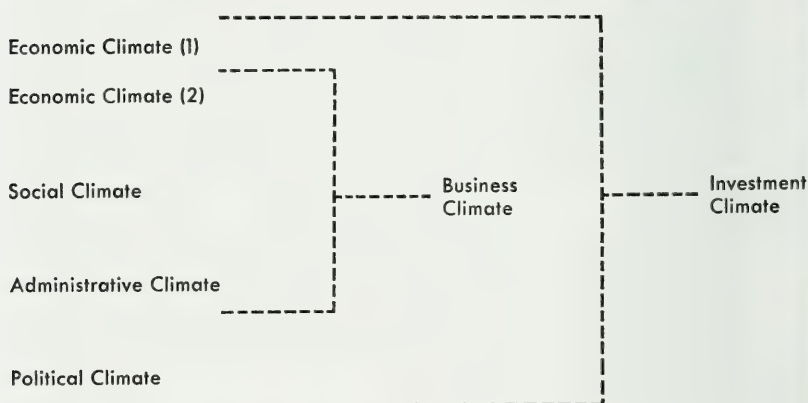 Economic Climate (1)
Economic Climate (2)
Social Climate
Business
Climate
Investment
Climate
Administrative Climate
Political Climate